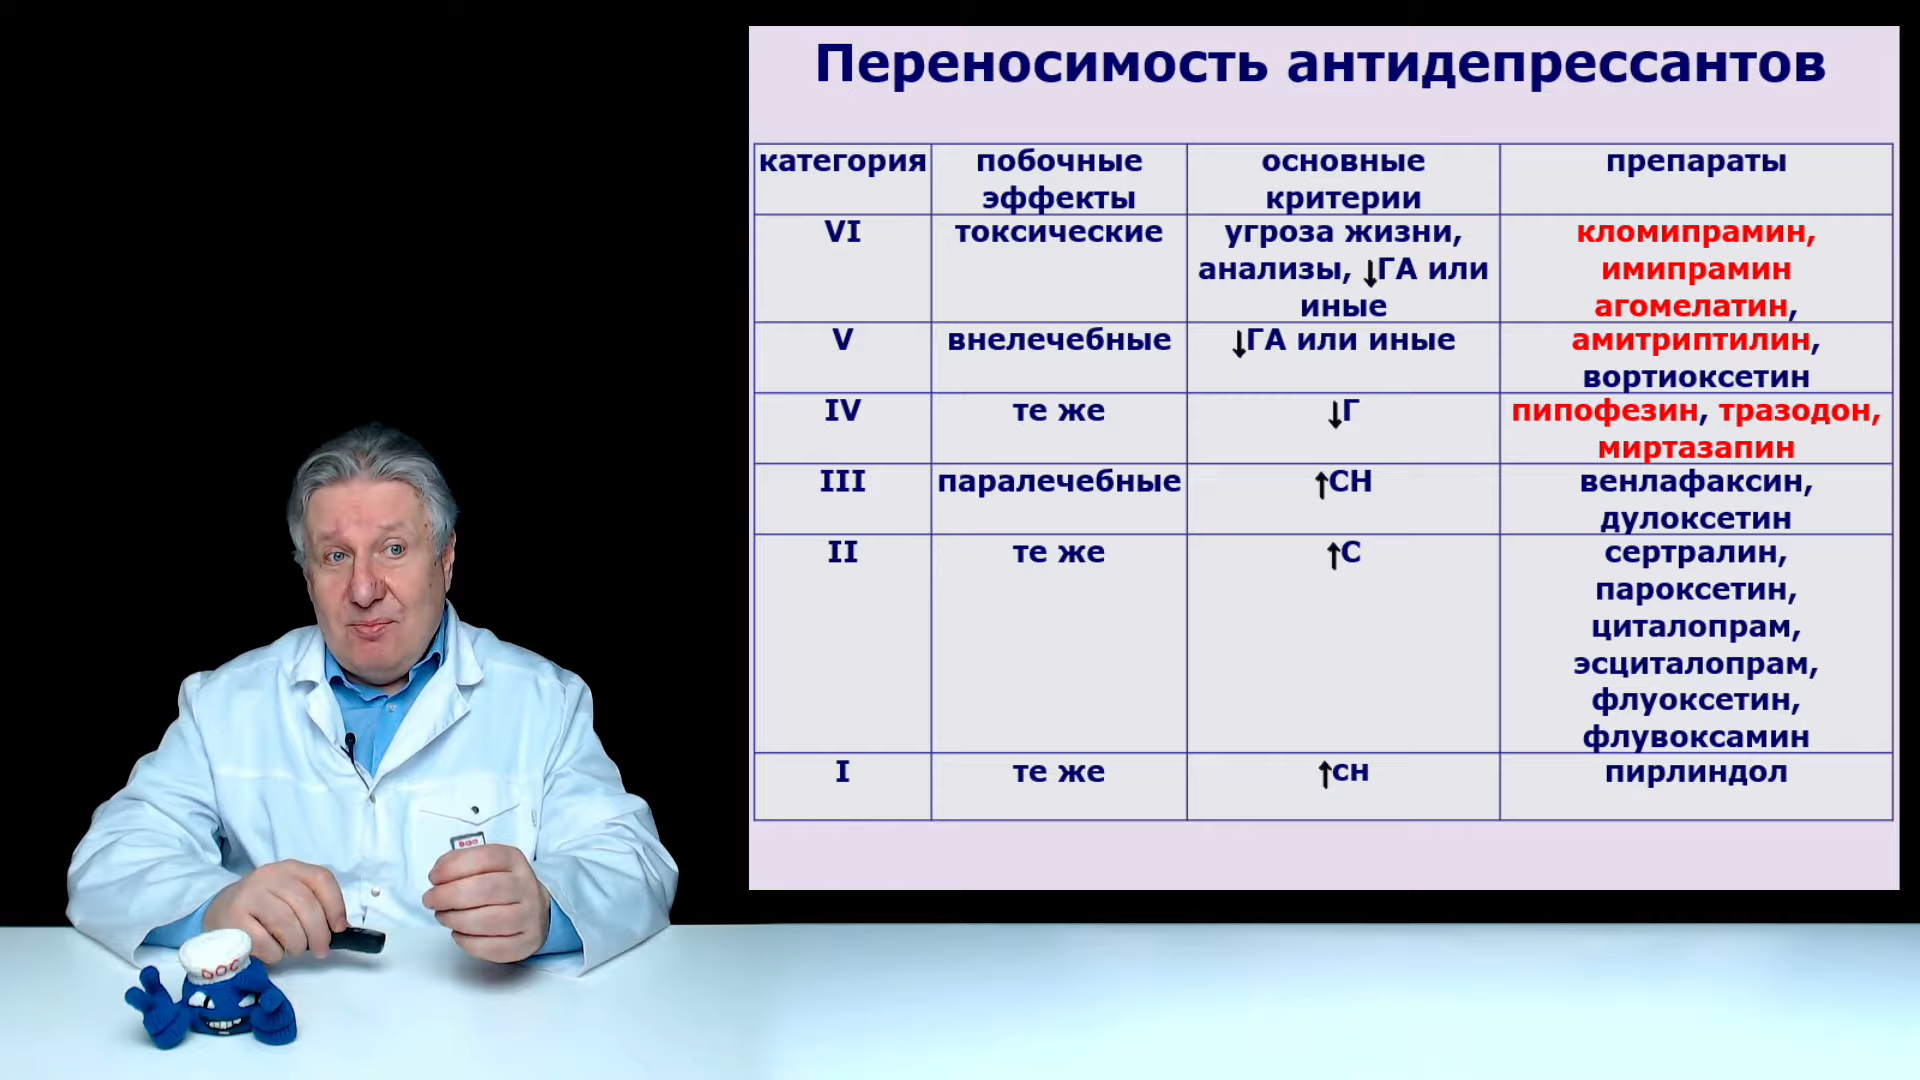 Переносимость антидепрессантов
категория побочные эффекты основные критерии препараты
VI токсические угроза жизни, анализы, ↓ГА или иные кломипрамин, имипрамин агомелатин,
V внелечебные ↓ГА или иные амитриптилин, вортиоксетин
IV те же ↓Г пипофезин, тразодон, миртазапин
III паралечебные ↑СН венлафаксин, дулоксетин
II те же ↑С сертралин, пароксетин, циталопрам, эсциталопрам, флуоксетин, флувоксамин
I те же ↑сн пирлиндол
DOC